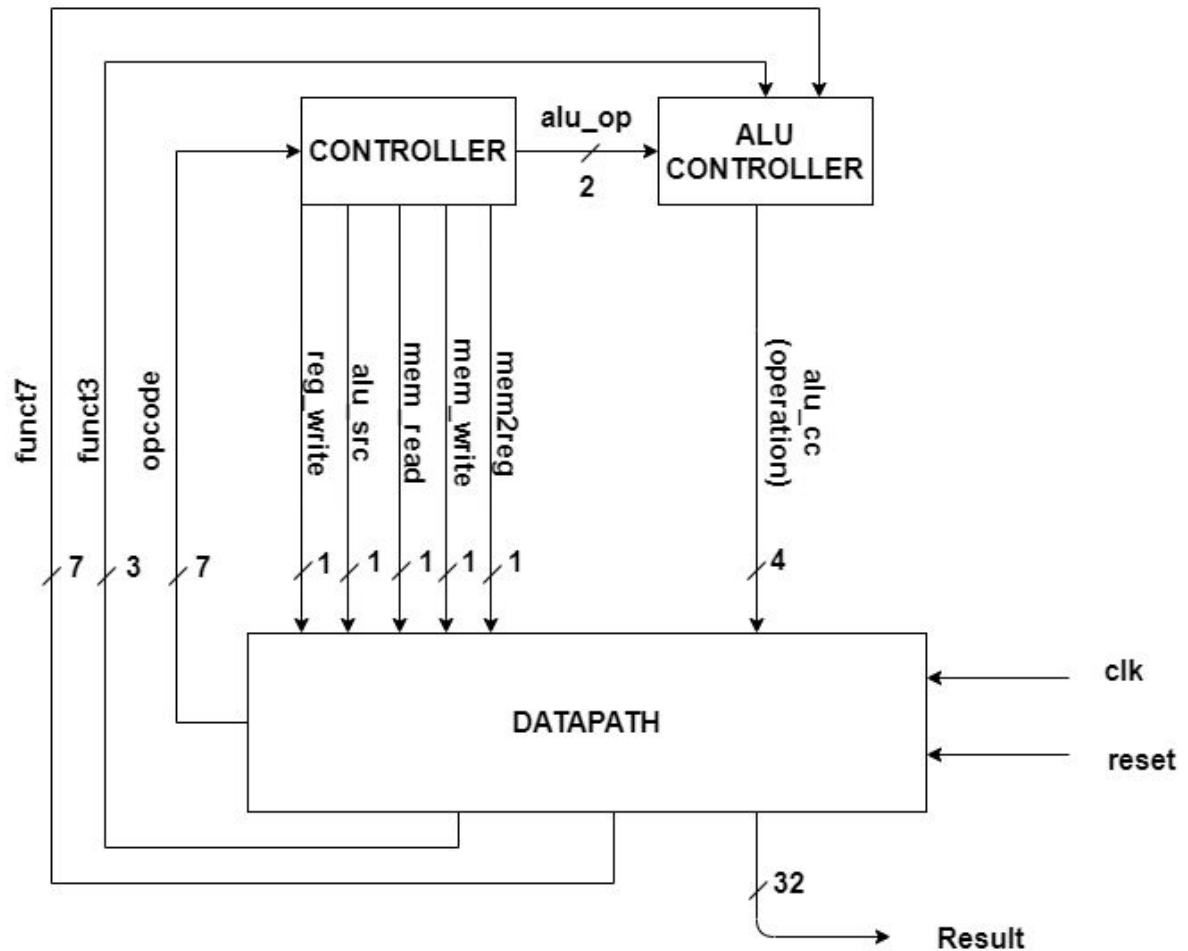 alu_op
CONTROLLER
ALU
CONTROLLER
2
funct7
funct3
opcode
reg_write
alu_src
mem_read
mem_write
mem2reg
alu_cc
(operation)
7
3
7
1
1
1
1
1
4
DATAPATH
clk
reset
32
Result